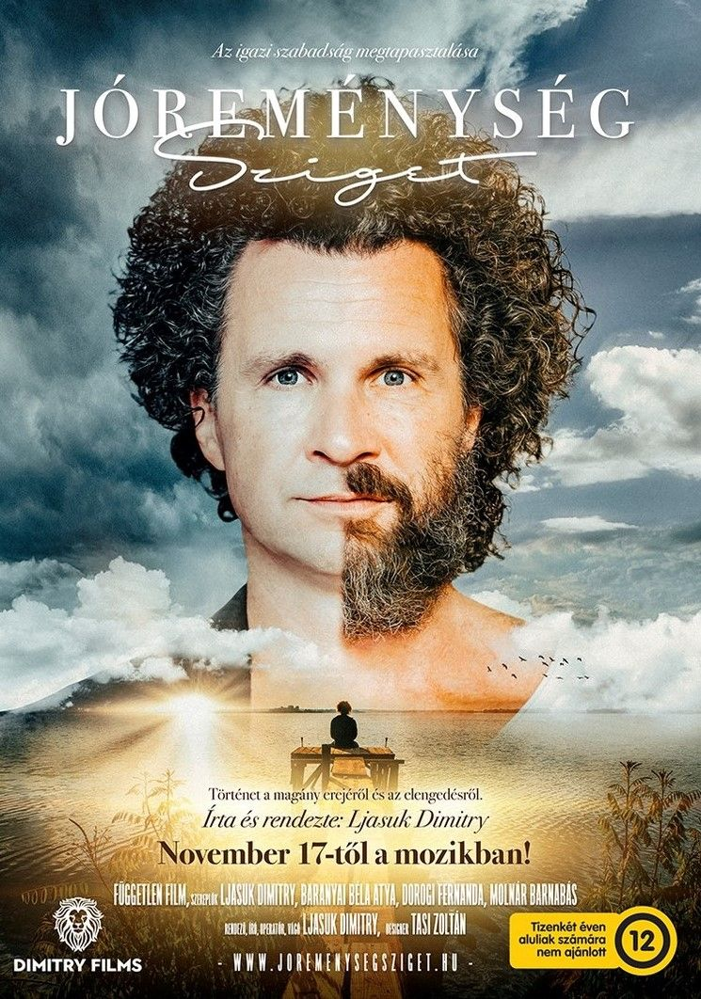 Az igazi szabadság megtapasztalása
JÓREMÉNYSÉG
Sziget
Történet a magány erejéről és az elengedésről.
Írta és rendezte: Ljasuk Dimitry
November 17-től a mozikban!
FÜGGETLEN FILM, SZEREPLŐK LJASUK DIMITRY, BARANYAI BÉLA ATYA, DOROGI FERNANDA, MOLNÁR BARNABÁS
RENDEZŐ, ÍRÓ, OPERATŐR, VÁGÓ LJASUK DIMITRY, DESIGNER TASI ZOLTÁN
DIMITRY FILMS
- WWW.JOREMENYSEGSZIGET.HU -
Tizenkét éven
aluliak számára
nem ajánlott
12